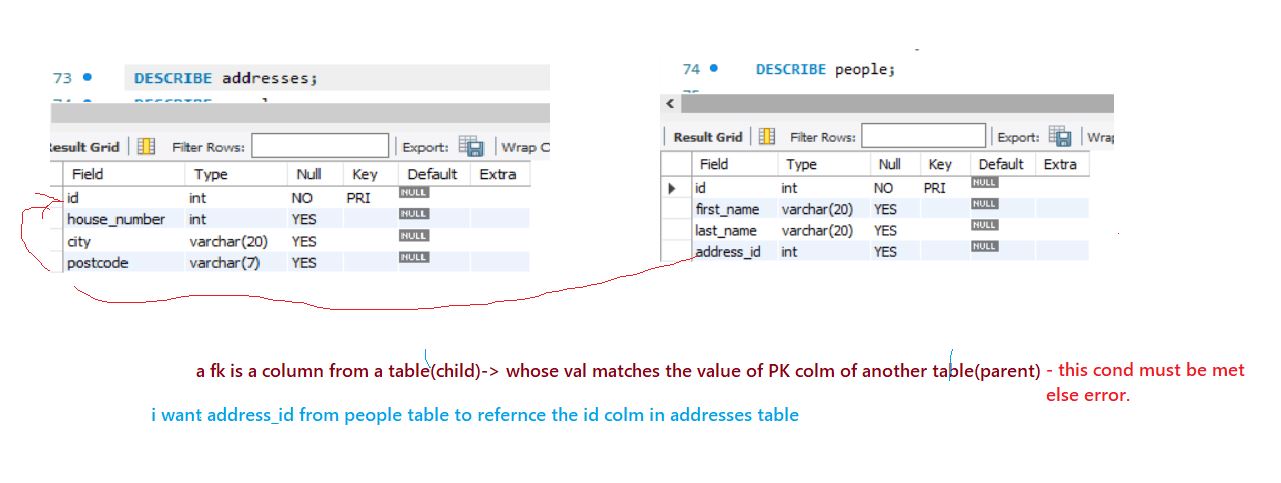 73 DESCRIBE addresses;
Result Grid Filter Rows: Export: Wrap C
Field Type Null Key Default Extra
id int NO PRI NULL
house_number int YES NULL
city varchar(20) YES NULL
postcode varchar(7) YES NULL
74 DESCRIBE people;
Result Grid Filter Rows: Export: Wrap
Field Type Null Key Default Extra
id int NO PRI NULL
first_name varchar(20) YES NULL
last_name varchar(20) YES NULL
address_id int YES NULL
a fk is a column from a table(child)-> whose val matches the value of PK colm of another table(parent) - this cond must be met
else error.
i want address_id from people table to refernce the id colm in addresses table